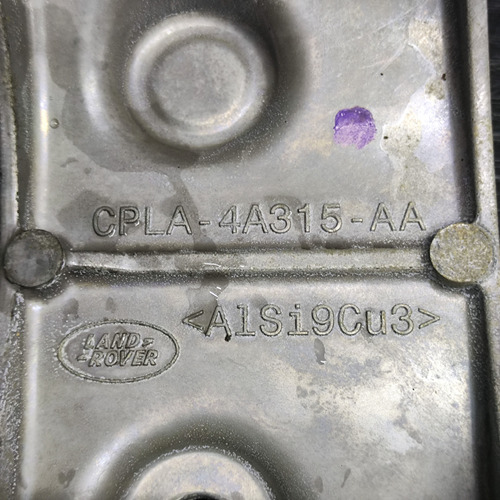 CPLA-4A315-AA
<AlSi9Cu3>
LAND
ROVER